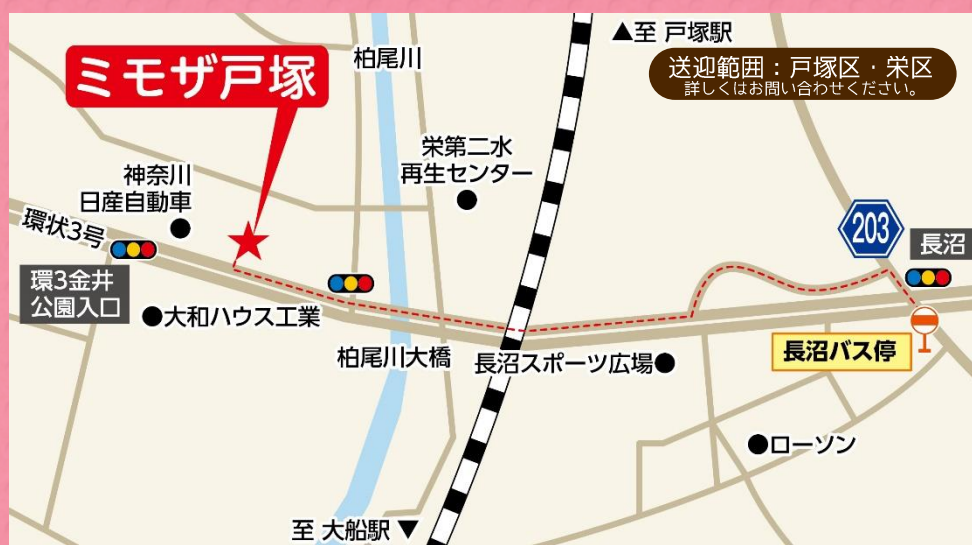 ▲至 戸塚駅
ミモザ戸塚
柏尾川
送迎範囲：戸塚区・栄区
詳しくはお問い合わせください。
栄第二水
再生センター
神奈川
日産自動車
環状3号
203
長沼
環3金井
公園入口
●大和ハウス工業
柏尾川大橋
長沼スポーツ広場●
長沼バス停
●ローソン
至 大船駅 ▼